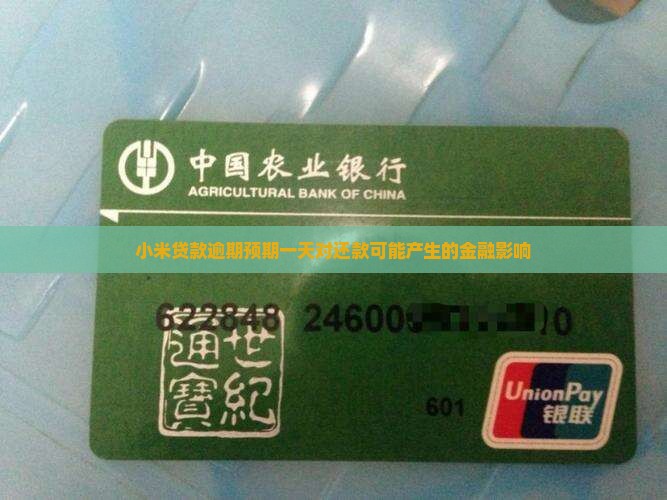 中国农业银行
AGRICULTURAL BANK OF CHINA
小米贷款逾期预期一天对还款可能产生的金融影响
622848 24600
0
世纪通寶
601
UnionPay
银联